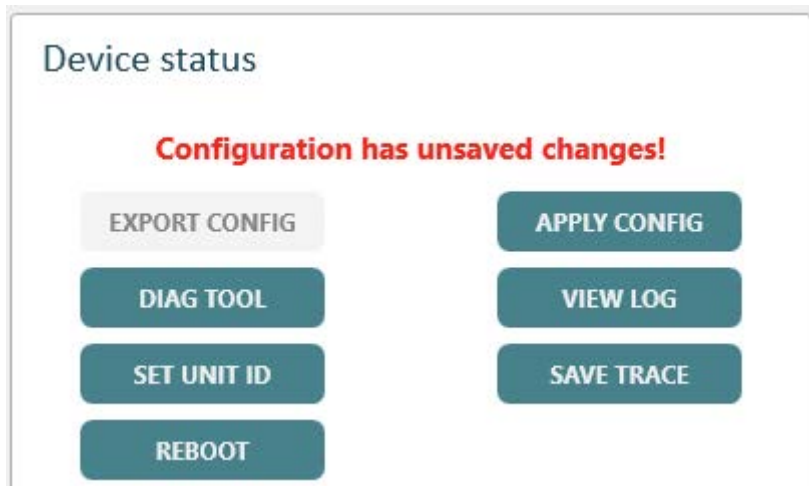 Device status
Configuration has unsaved changes!
EXPORT CONFIG
APPLY CONFIG
DIAG TOOL
VIEW LOG
SET UNIT ID
SAVE TRACE
REBOOT